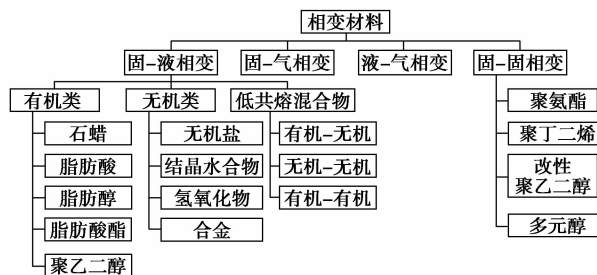 相变材料
固-液相变
固-气相变
液-气相变
固-固相变
有机类
无机类
低共熔混合物
石蜡
脂肪酸
脂肪醇
脂肪酸酯
聚乙二醇
无机盐
结晶水合物
氢氧化物
合金
有机-无机
无机-无机
有机-有机
聚氨酯
聚丁二烯
改性
聚乙二醇
多元醇